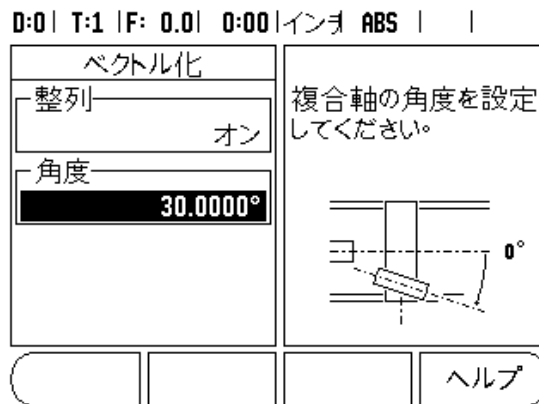 D:0| T:1 |F: 0.0| 0:00|インチ| ABS | |
ベクトル化
整列
オン
角度
30.0000°
複合軸の角度を設定
してください。
0°
ヘルプ